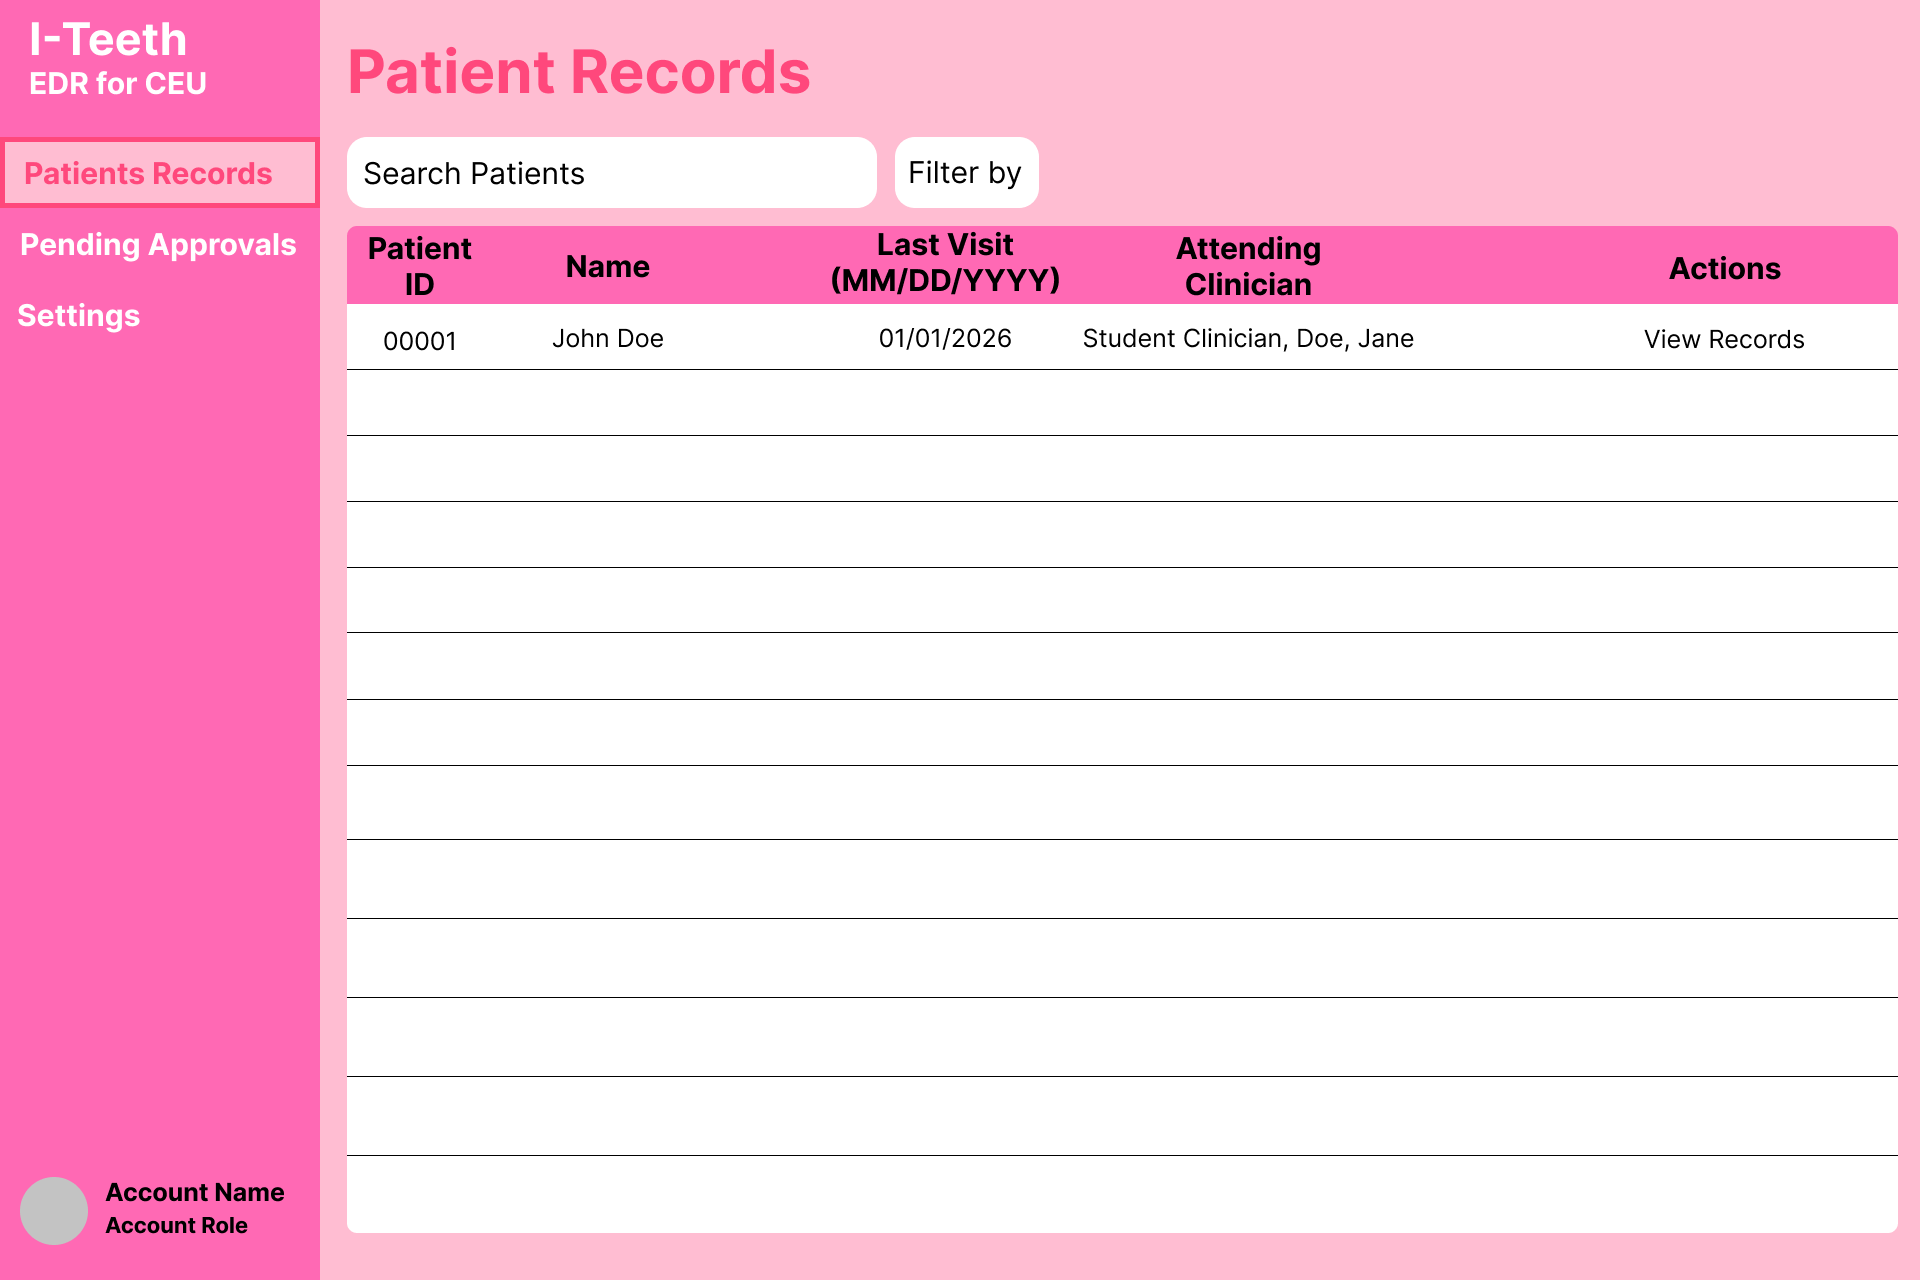 I-Teeth
EDR for CEU
Patients Records
Pending Approvals
Settings
Account Name
Account Role
Patient Records
Search Patients
Filter by
Patient
ID
Name
Last Visit
(MM/DD/YYYY)
Attending
Clinician
Actions
00001
John Doe
01/01/2026
Student Clinician, Doe, Jane
View Records